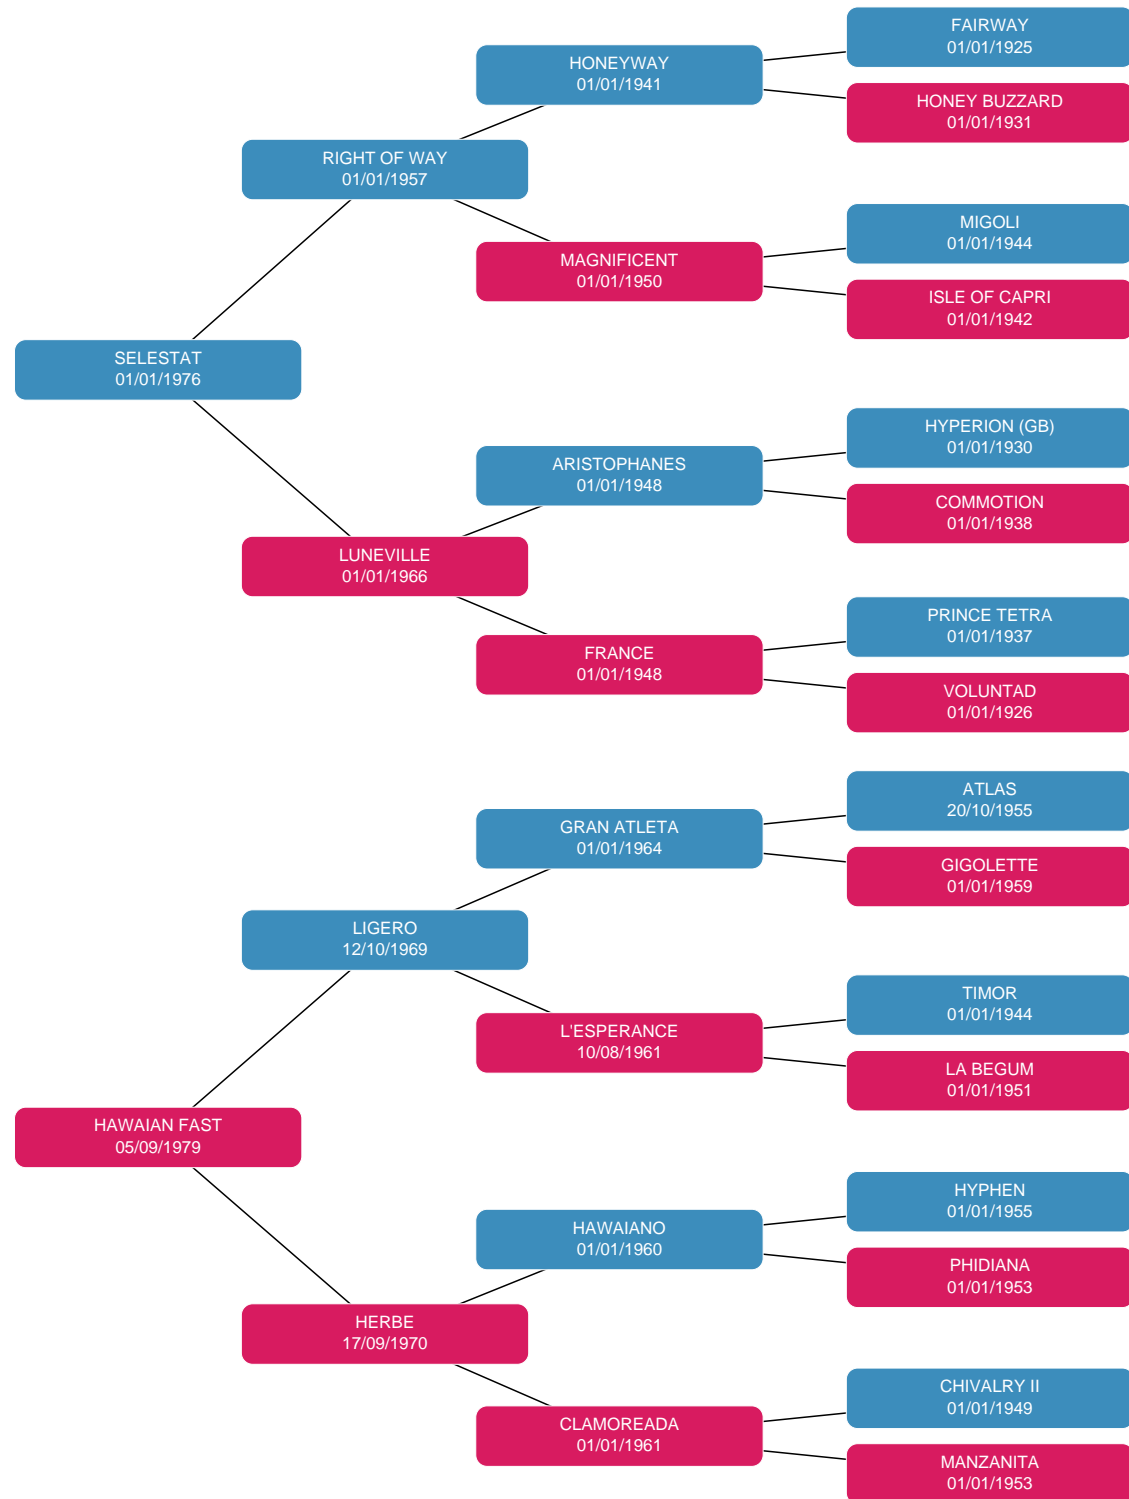 FAIRWAY
01/01/1925
HONEYWAY
01/01/1941
HONEY BUZZARD
01/01/1931
RIGHT OF WAY
01/01/1957
MIGOLI
01/01/1944
MAGNIFICENT
01/01/1950
ISLE OF CAPRI
01/01/1942
SELESTAT
01/01/1976
HYPERION (GB)
01/01/1930
ARISTOPHANES
01/01/1948
COMMOTION
01/01/1938
LUNEVILLE
01/01/1966
PRINCE TETRA
01/01/1937
FRANCE
01/01/1948
VOLUNTAD
01/01/1926
ATLAS
20/10/1955
GRAN ATLETA
01/01/1964
GIGOLETTE
01/01/1959
LIGERO
12/10/1969
TIMOR
01/01/1944
L'ESPERANCE
10/08/1961
LA BEGUM
01/01/1951
HAWAIAN FAST
05/09/1979
HYPHEN
01/01/1955
HAWAIANO
01/01/1960
PHIDIANA
01/01/1953
HERBE
17/09/1970
CHIVALRY II
01/01/1949
CLAMOREADA
01/01/1961
MANZANITA
01/01/1953